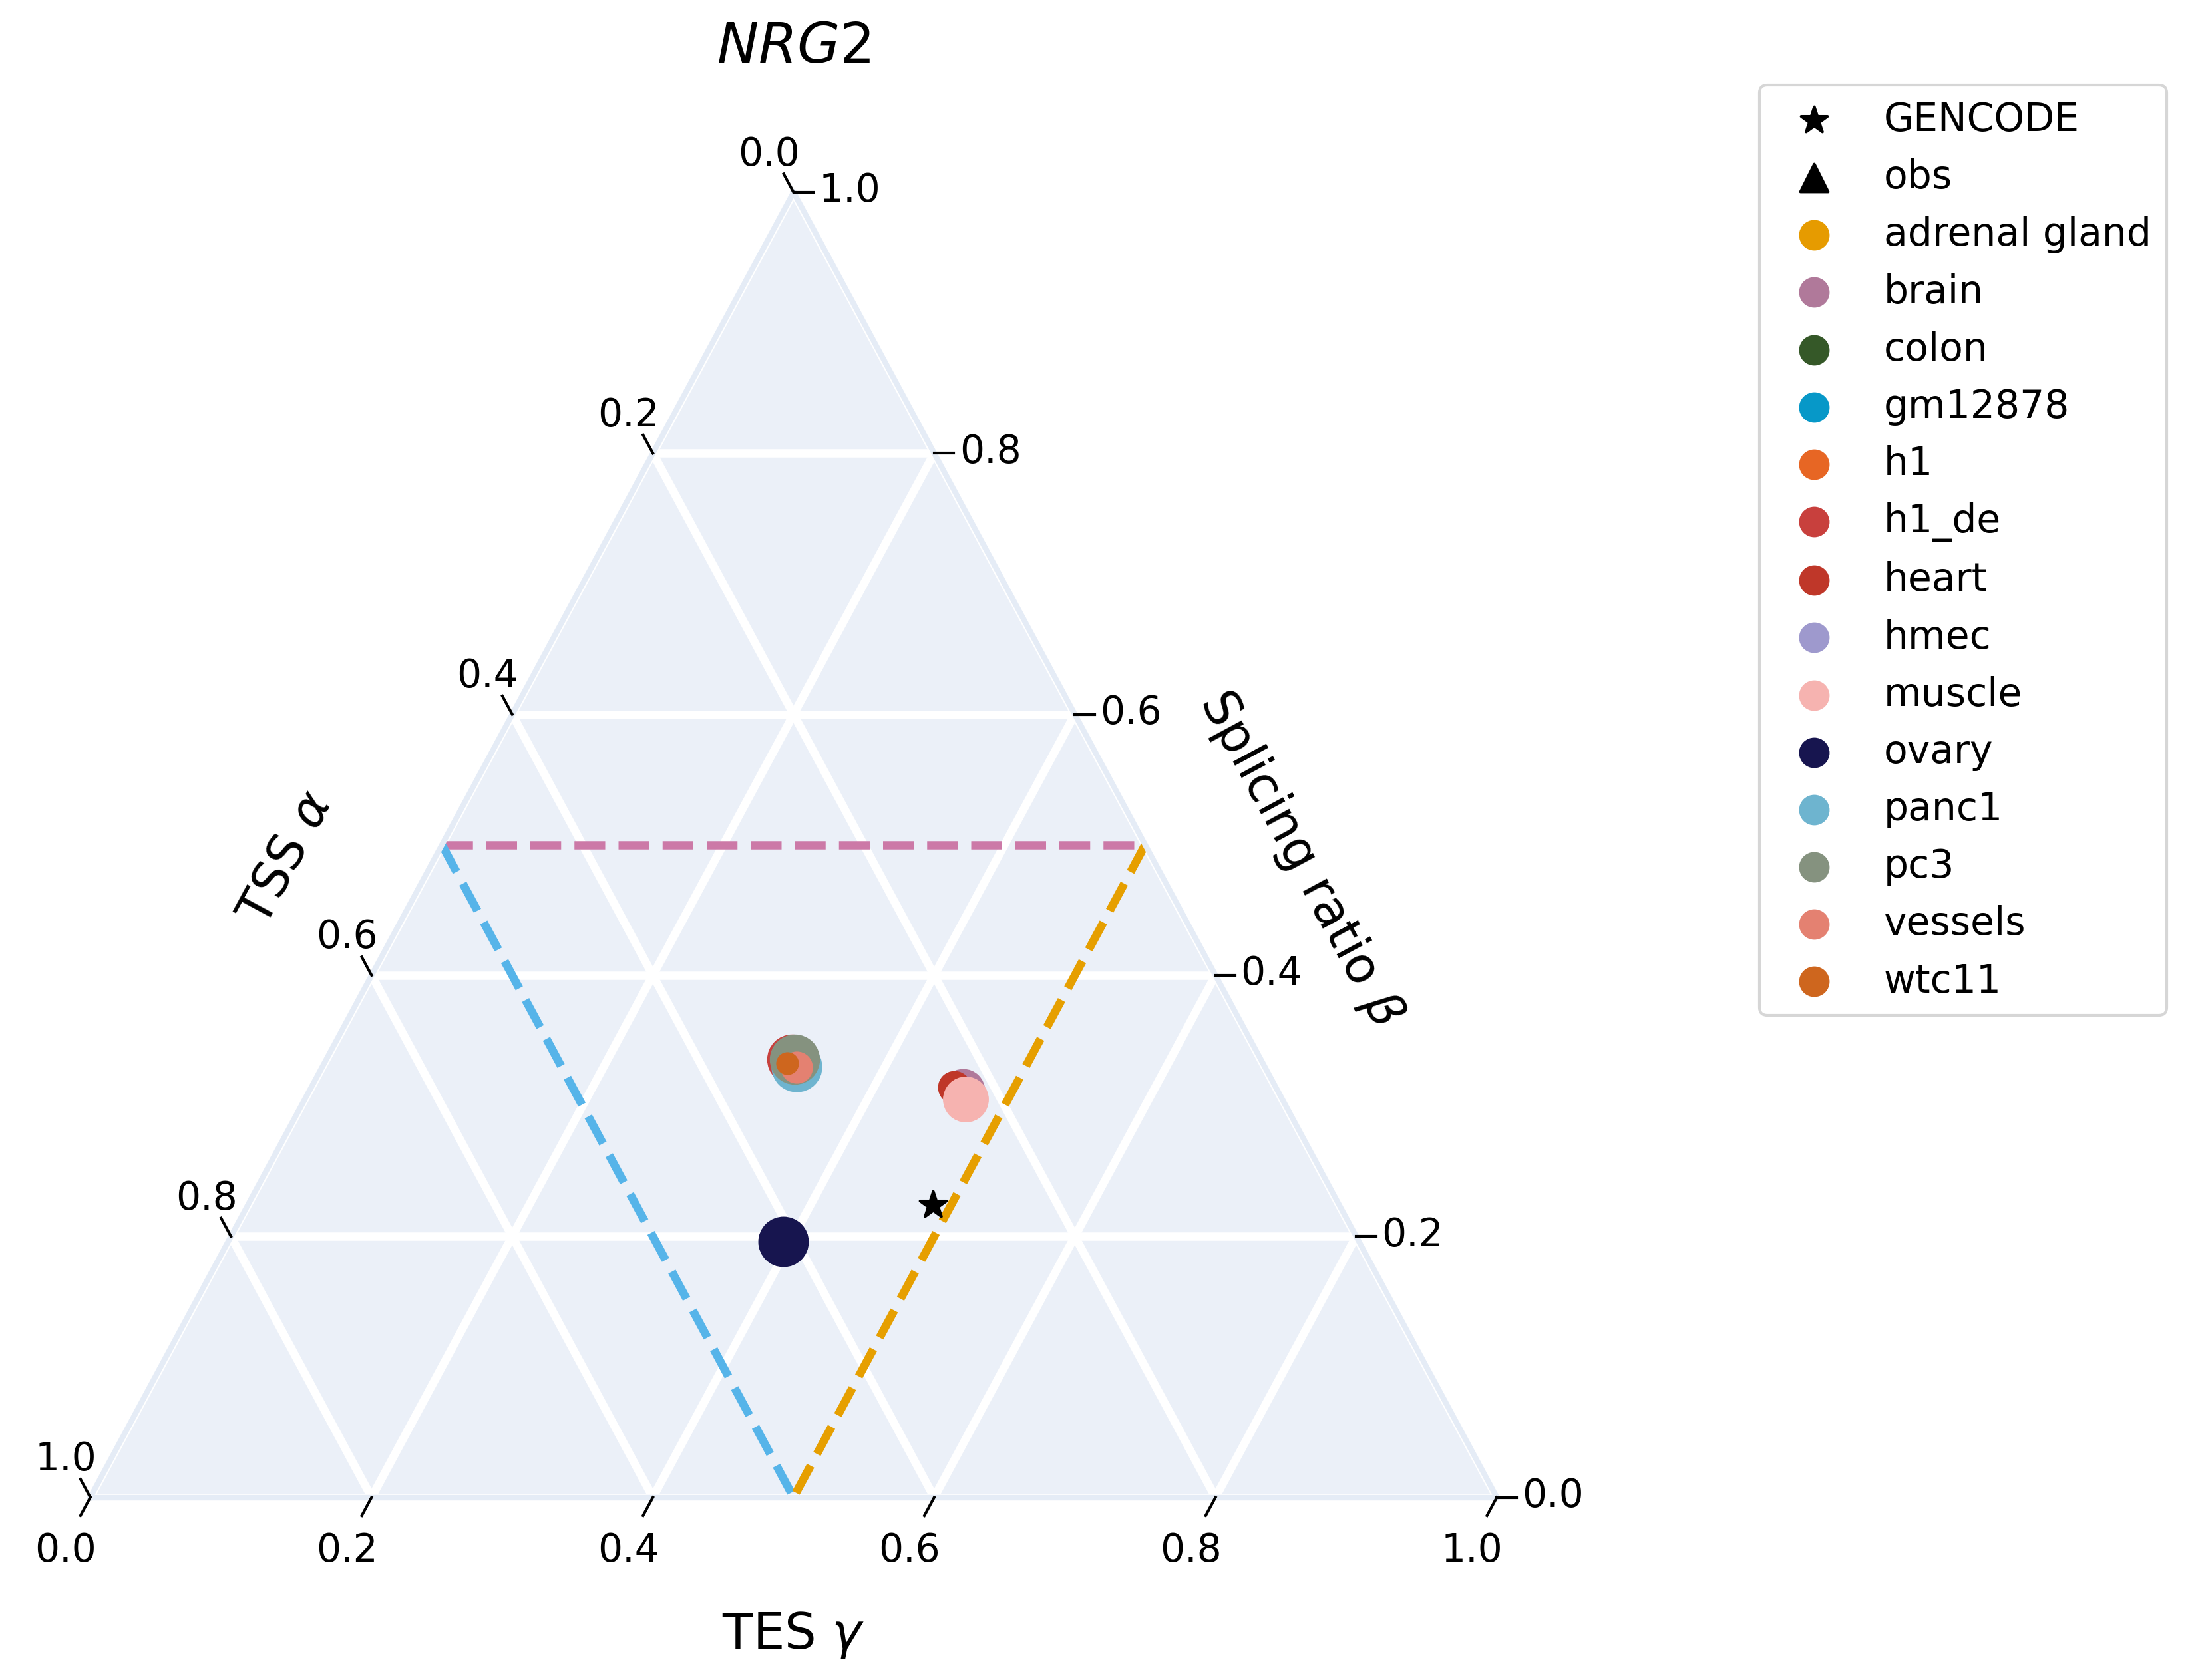 NRG2
0.0
1.0
0.2
0.8
0.4
0.6
TSS α
Splicing ratio β
0.6
0.4
0.8
0.2
1.0
0.0
0.0
0.2
0.4
0.6
0.8
1.0
TES γ
GENCODE
obs
adrenal gland
brain
colon
gm12878
h1
h1_de
heart
hmec
muscle
ovary
panc1
pc3
vessels
wtc11